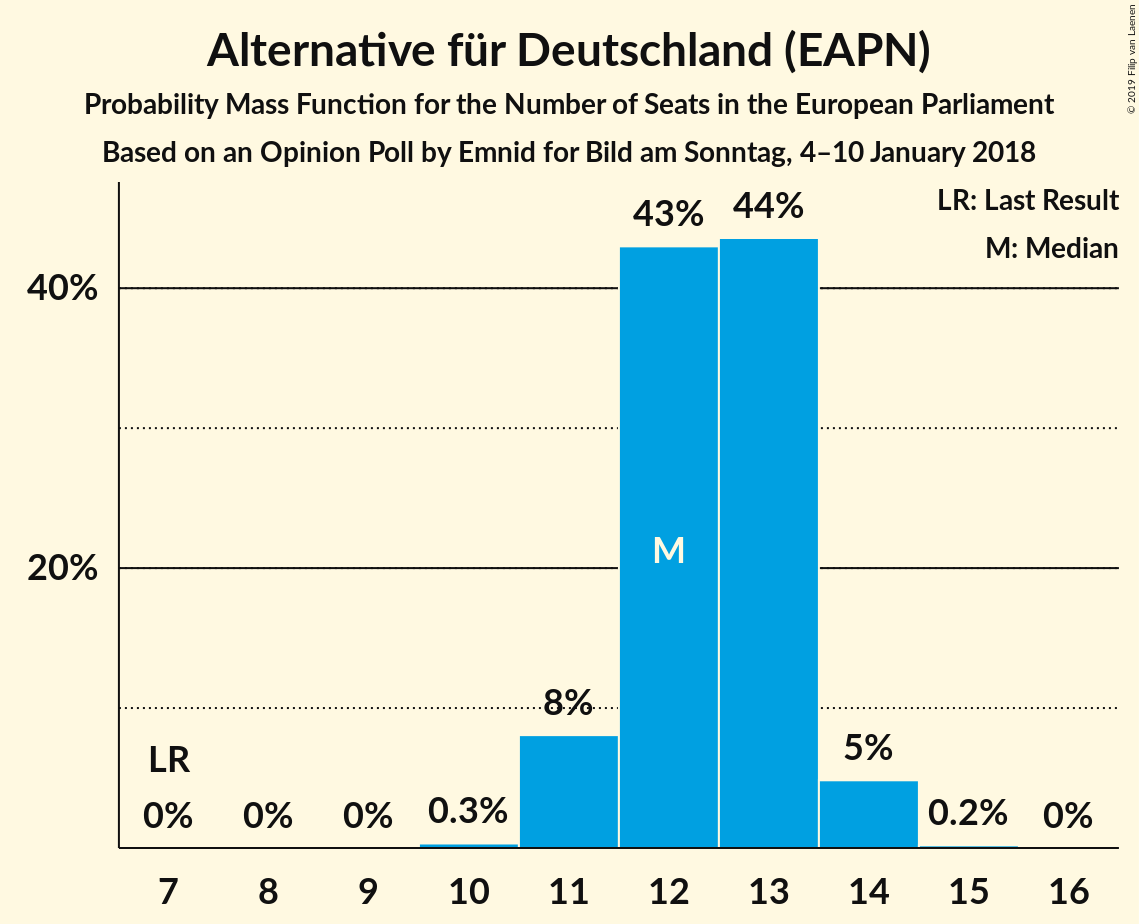 Alternative für Deutschland (EAPN)
Probability Mass Function for the Number of Seats in the European Parliament
Based on an Opinion Poll by Emnid for Bild am Sonntag, 4–10 January 2018
© 2019 Filip van Laenen
LR: Last Result
M: Median
43% 44%
40%
M
20%
8%
5%
LR
0% 0% 0% 0.3% 0.2% 0%
7 8 9 10 11 12 13 14 15 16